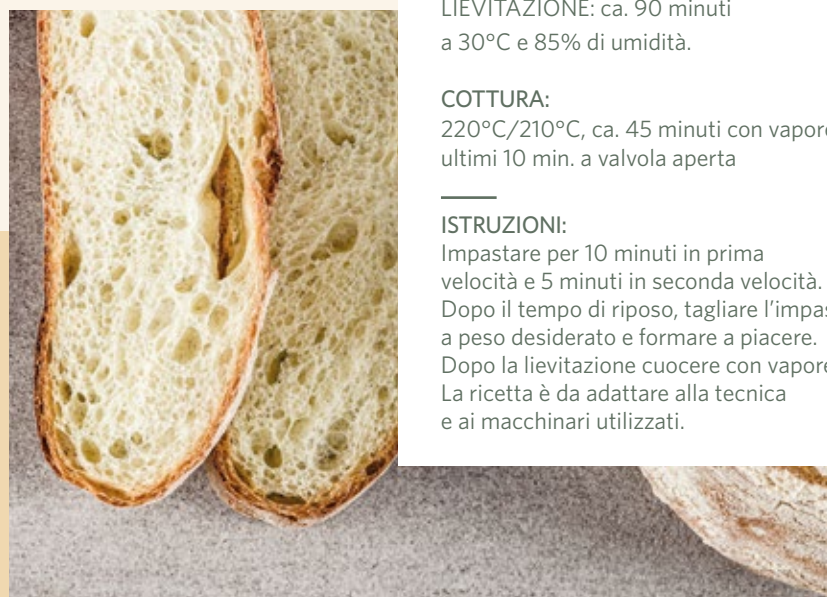 LIEVITAZIONE: ca. 90 minuti
a 30°C e 85% di umidità.
COTTURA:
220°C/210°C, ca. 45 minuti con vapore
ultimi 10 min. a valvola aperta
ISTRUZIONI:
Impastare per 10 minuti in prima
velocità e 5 minuti in seconda velocità.
Dopo il tempo di riposo, tagliare l’impas
a peso desiderato e formare a piacere.
Dopo la lievitazione cuocere con vapore
La ricetta è da adattare alla tecnica
e ai macchinari utilizzati.